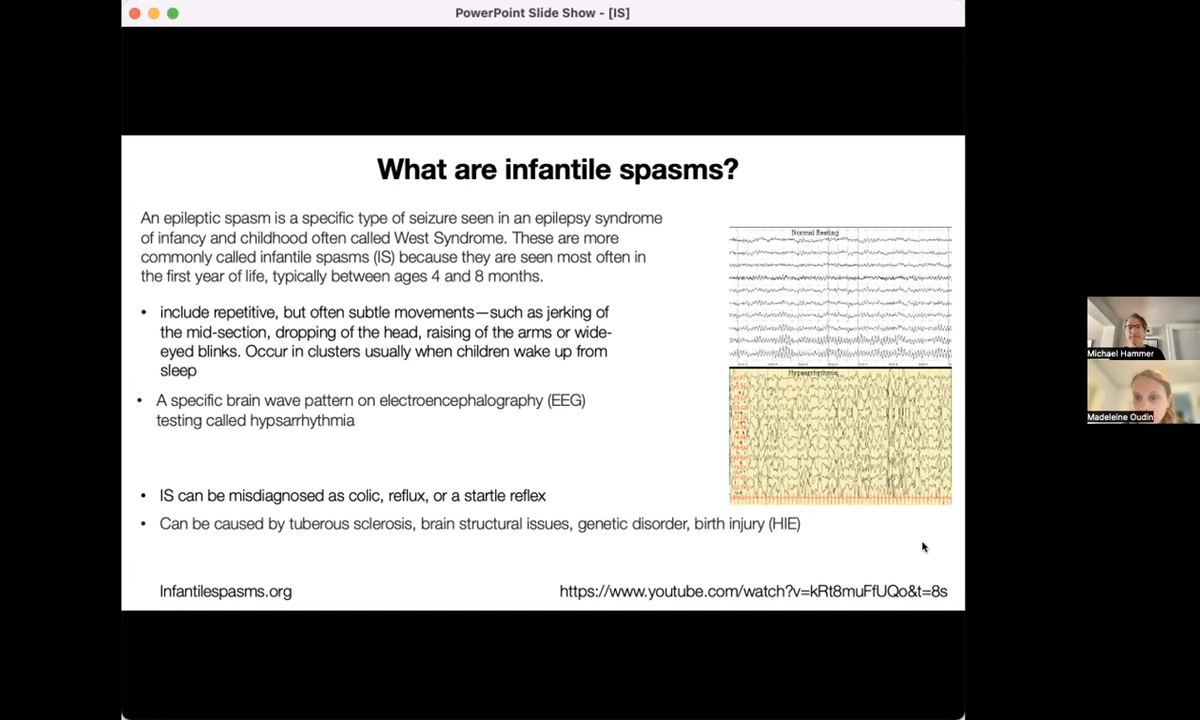 PowerPoint Slide Show - [IS]
What are infantile spasms?
An epileptic spasm is a specific type of seizure seen in an epilepsy syndrome
of infancy and childhood often called West Syndrome. These are more
commonly called infantile spasms (IS) because they are seen most often in
the first year of life, typically between ages 4 and 8 months.
• include repetitive, but often subtle movements—such as jerking of
the mid-section, dropping of the head, raising of the arms or wide-
eyed blinks. Occur in clusters usually when children wake up from
sleep
• A specific brain wave pattern on electroencephalography (EEG)
testing called hypsarrhythmia
• IS can be misdiagnosed as colic, reflux, or a startle reflex
• Can be caused by tuberous sclerosis, brain structural issues, genetic disorder, birth injury (HIE)
Infantilespasms.org
https://www.youtube.com/watch?v=kRt8muFfUQo&t=8s
Normal Resting
Hypsarrhythmia
Michael Hammer
Madeleine Oudin